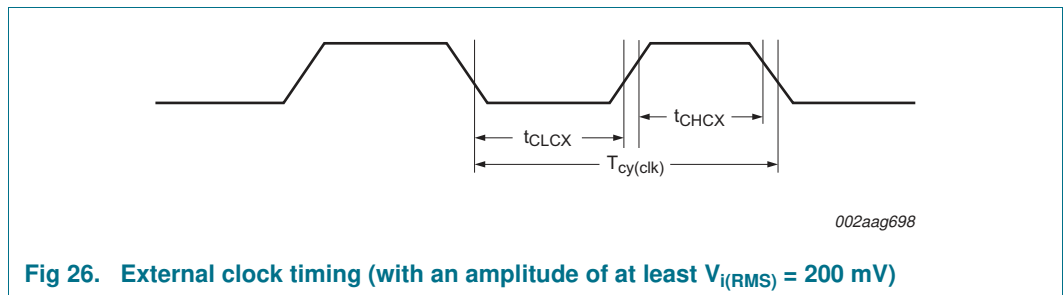 tCLCX
tCHCX
Tcy(clk)
002aag698
Fig 26. External clock timing (with an amplitude of at least Vi(RMS) = 200 mV)